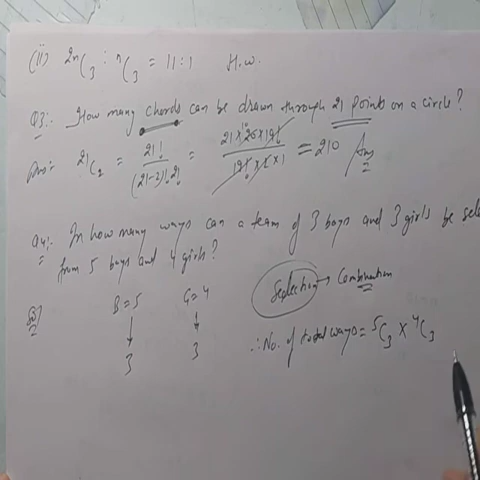 (ii) ²ⁿC₃ : ⁿC₃ = 11:1 H.W.
Q3:. How many chords can be drawn through 21 points on a circle?
Ans:. ²¹C₂ = 21! / (21-2)! 2! = 21×20×19! / 19!×2×1 = 210 Ans
Q4:. In how many ways can a team of 3 boys and 3 girls be sele
from 5 boys and 4 girls?
B=5 G=4
Selection → Combination
3 3
∴ No. of total ways = ⁵C₃ × ⁴C₃